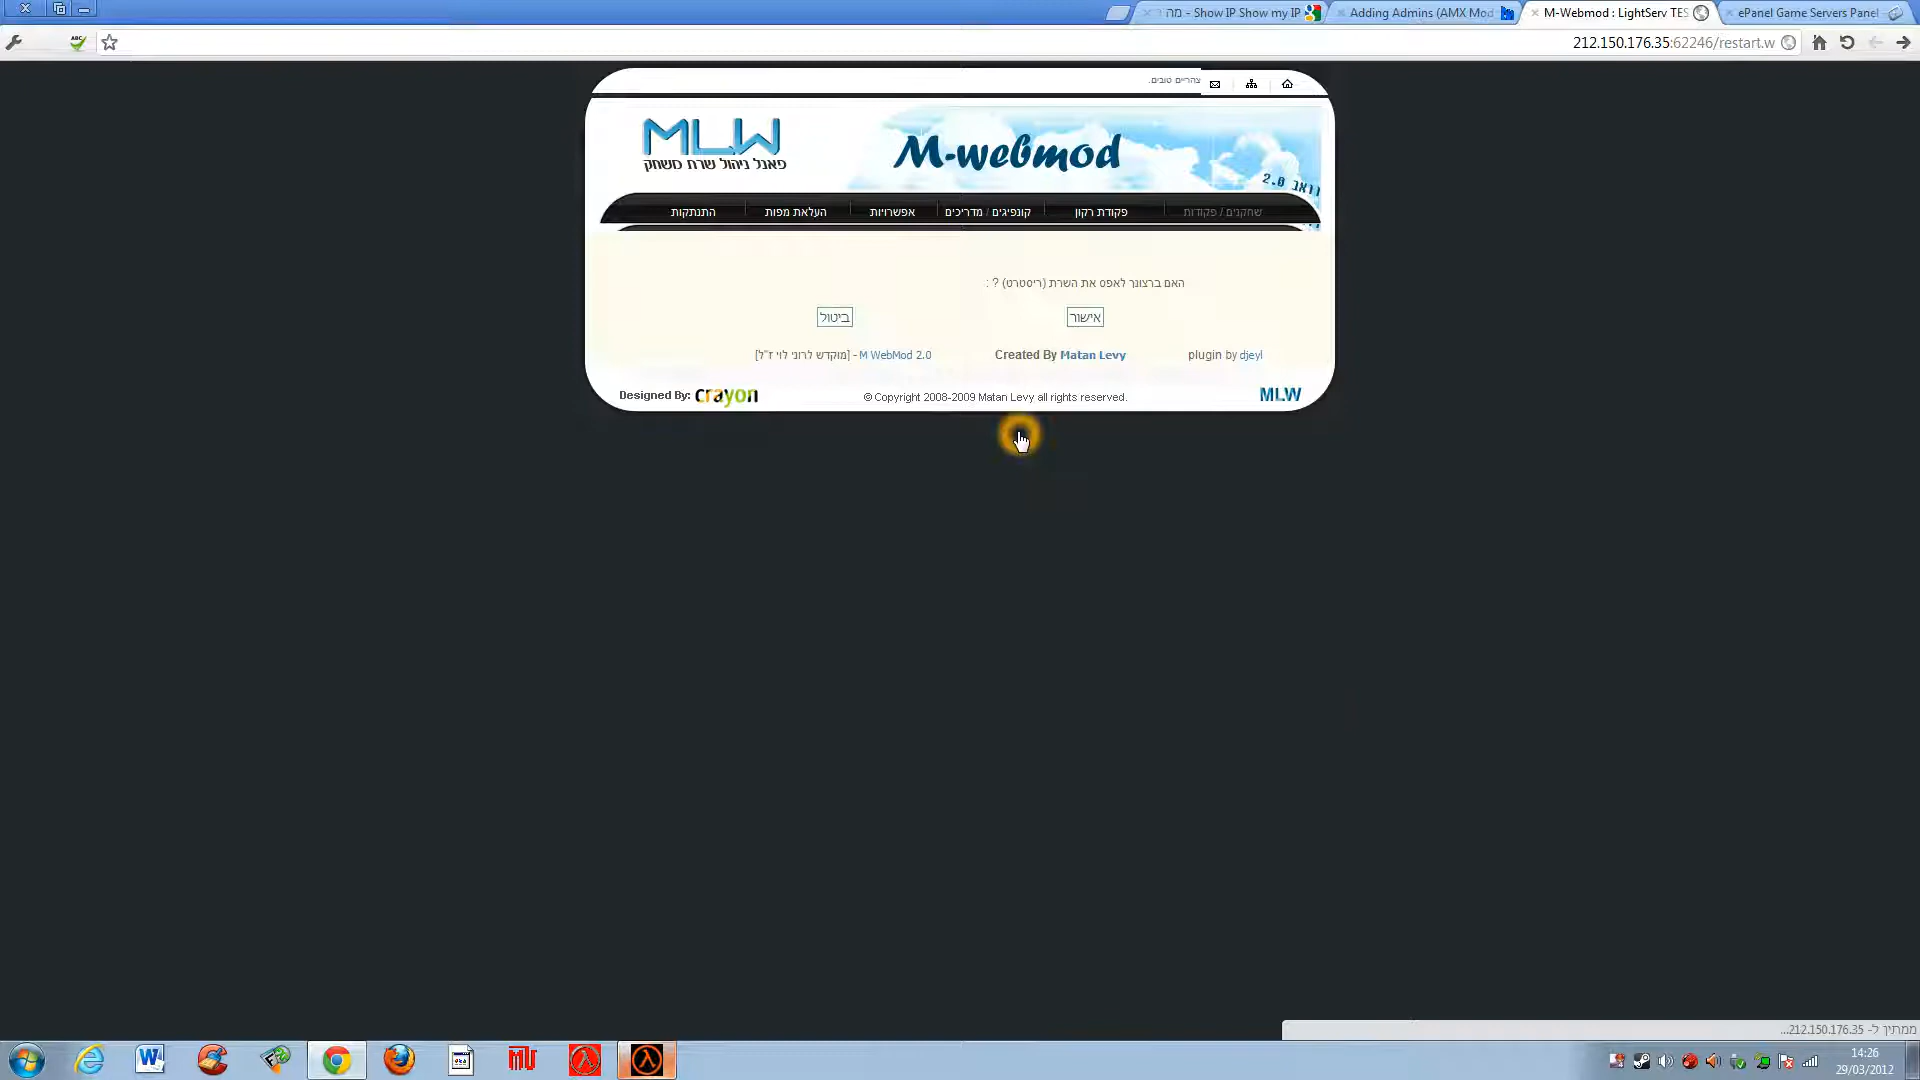 מה - Show IP Show my IP
Adding Admins (AMX Mod
M-Webmod : LightServ TES
ePanel Game Servers Panel
212.150.176.35:62246/restart.w
ABC
צהריים טובים.
MLW
פאנל ניהול שרת משחק
M-webmod
2.0
שחקנים / פקודות
פקודת רקון
קונפיגים / מדריכים
אפשרויות
העלאת מפות
התנתקות
האם ברצונך לאפס את השרת (ריסטרט) ? :
אישור
ביטול
plugin by djeyl
Created By Matan Levy
M WebMod 2.0 - [מוקדש לרוני לוי ז"ל]
Designed By: crayon
© Copyright 2008-2009 Matan Levy all rights reserved.
MLW
ממתין ל- 212.150.176.35...
14:26
29/03/2012